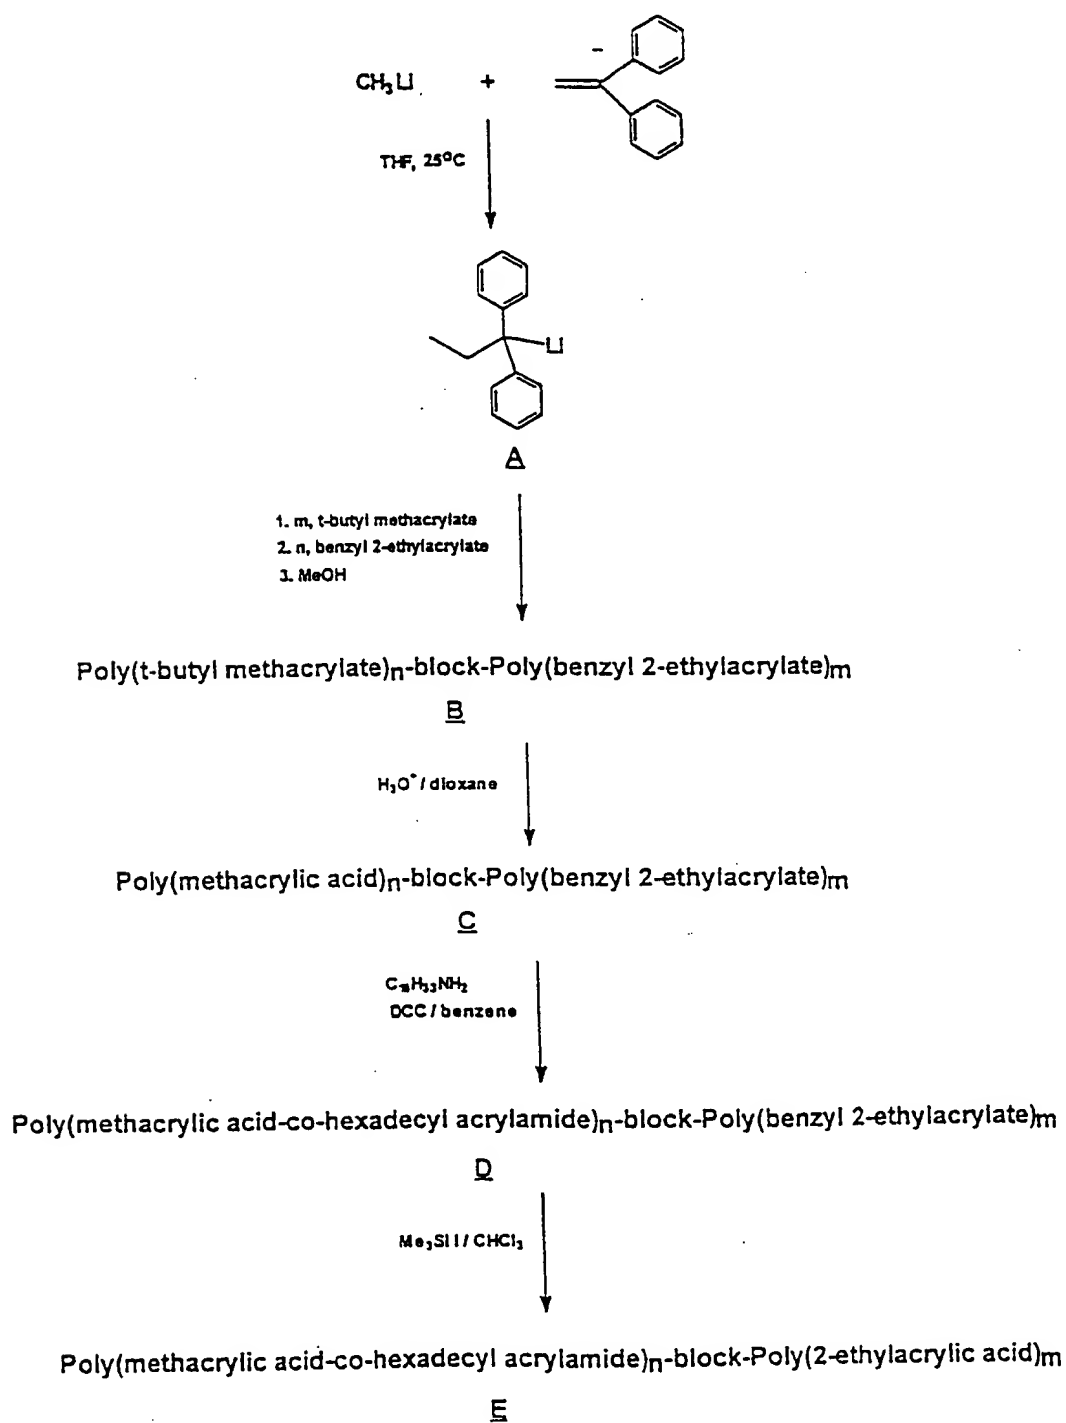 CH₃Li +
THF, 25°C
Li
A
1. m, t-butyl methacrylate
2. n, benzyl 2-ethylacrylate
3. MeOH
Poly(t-butyl methacrylate)n-block-Poly(benzyl 2-ethylacrylate)m
B
H₃O⁺ / dioxane
Poly(methacrylic acid)n-block-Poly(benzyl 2-ethylacrylate)m
C
C₁₆H₃₃NH₂
DCC / benzene
Poly(methacrylic acid-co-hexadecyl acrylamide)n-block-Poly(benzyl 2-ethylacrylate)m
D
Me₃SiI / CHCl₃
Poly(methacrylic acid-co-hexadecyl acrylamide)n-block-Poly(2-ethylacrylic acid)m
E